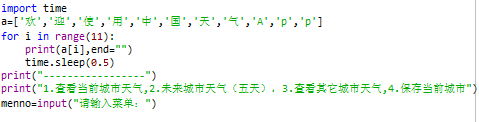 import time
a=['欢','迎','使','用','中','国','天','气','A','p','p']
for i in range(11):
    print(a[i],end="")
    time.sleep(0.5)
print("-----------------")
print("1.查看当前城市天气,2.未来城市天气（五天）．3.查看其它城市天气,4.保存当前城市")
menno=input("请输入菜单：")